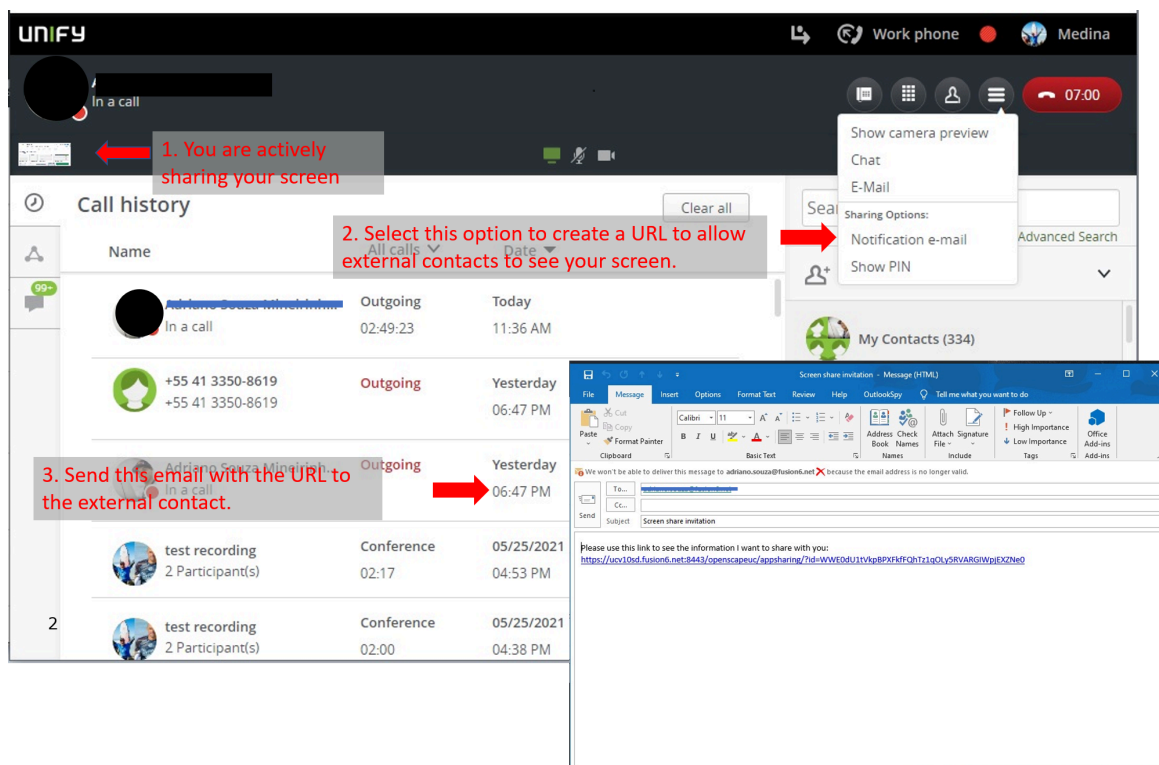 UNIFY
Work phone
Medina
In a call
07:00
Show camera preview
Chat
E-Mail
Sharing Options:
Notification e-mail
Show PIN
1. You are actively
sharing your screen
Call history
Clear all
Sea
Advanced Search
Name
All calls
Date
2. Select this option to create a URL to allow
external contacts to see your screen.
99+
Outgoing
Today
In a call
02:49:23
11:36 AM
My Contacts (334)
+55 41 3350-8619
Outgoing
Yesterday
+55 41 3350-8619
06:47 PM
Adriano Souza Mineirinh...
Outgoing
Yesterday
In a call
06:47 PM
3. Send this email with the URL to
the external contact.
test recording
Conference
05/25/2021
2 Participant(s)
02:17
04:53 PM
2
test recording
Conference
05/25/2021
2 Participant(s)
02:00
04:38 PM
Screen share invitation - Message (HTML)
File Message Insert Options Format Text Review Help OutlookSpy Tell me what you want to do
Paste
Cut
Copy
Format Painter
Clipboard
Calibri 11
B I U
Basic Text
Address Book
Check Names
Names
Attach File
Signature
Include
Follow Up
High Importance
Low Importance
Tags
Office Add-ins
Add-ins
We won't be able to deliver this message to adriano.souza@fusion6.net because the email address is no longer valid.
Send
To...
Cc...
Subject
Screen share invitation
Please use this link to see the information I want to share with you:
https://ucv10sd.fusion6.net:8443/openscapeuc/appsharing/?id=WWE0dU1tVkpBPXFkfFQhTz1qOLy5RVARGIWpjEXZNe0